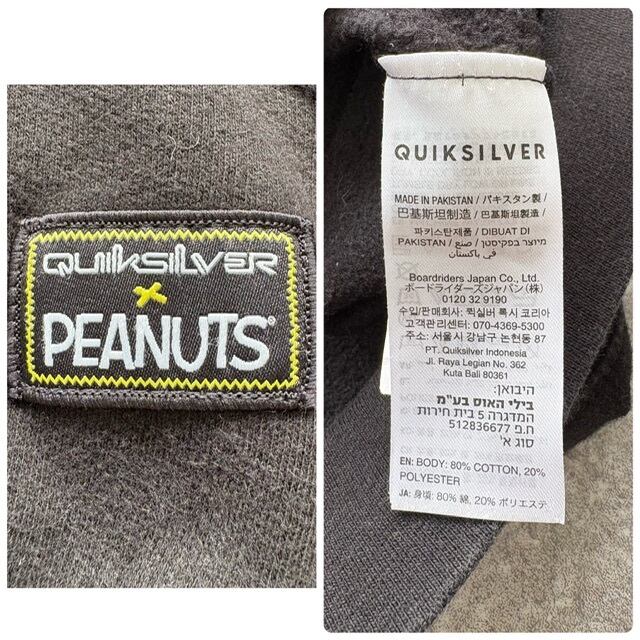 QUIKSILVER
×
PEANUTS®
QUIKSILVER
MADE IN PAKISTAN / パキスタン製 /
巴基斯坦制造 / 巴基斯坦製造 /
파키스탄제품 / DIBUAT DI
PAKISTAN / صنع / מיוצר בפקיסטן
في باكستان
Boardriders Japan Co., Ltd.
ボードライダーズジャパン(株)
0120 32 9190
수입/판매회사: 퀵실버 록시 코리아
고객관리센터: 070-4369-5300
주소: 서울시 강남구 논현동 87
PT. Quiksilver Indonesia
Jl. Raya Legian No. 362
Kuta Bali 80361
היבואן:
בילי האוס בע"מ
המדגרה 5 בית חירות
ח.פ 512836677
סוג א'
EN: BODY: 80% COTTON, 20%
POLYESTER
JA: 身頃: 80% 綿, 20% ポリエステ